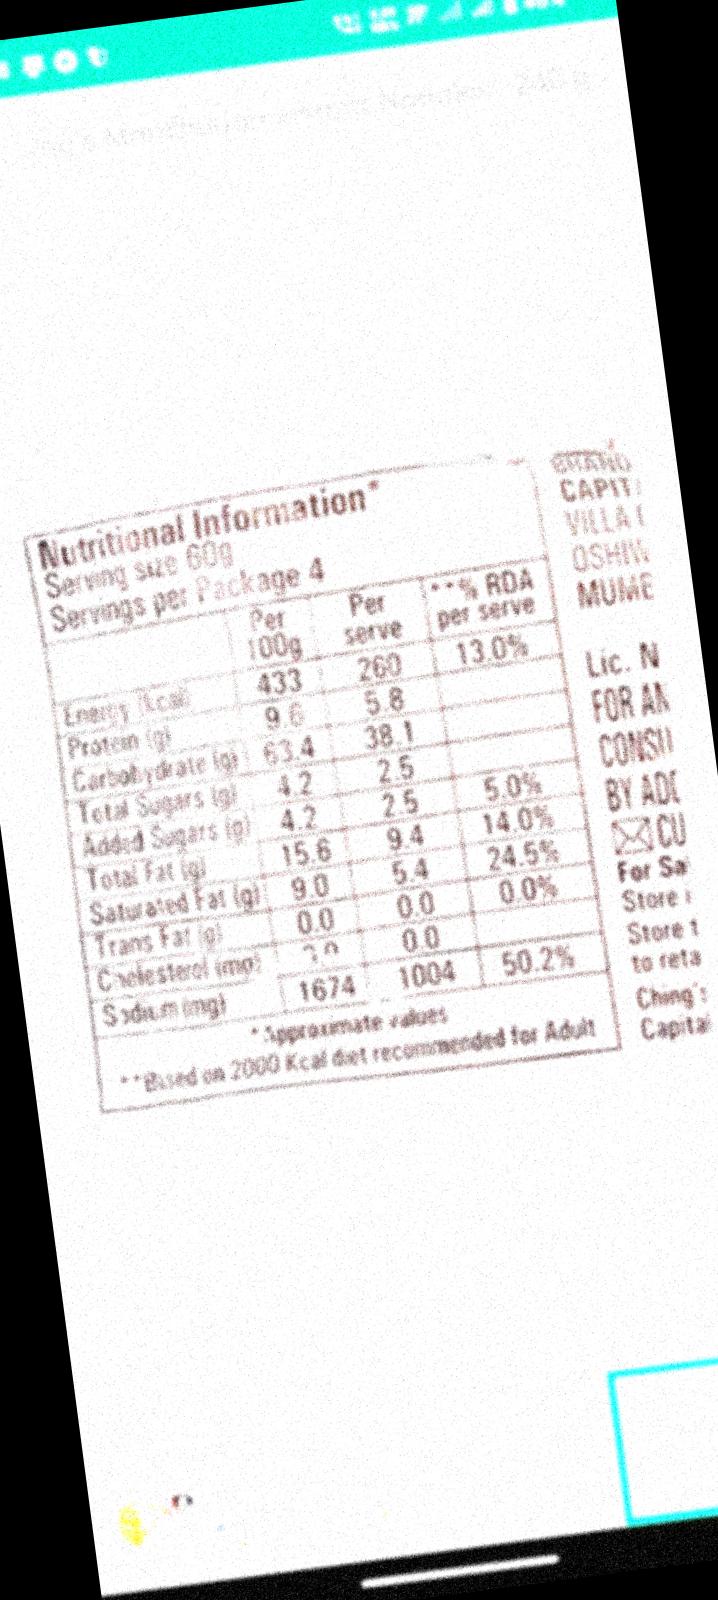 Nutritional Information*
Serving size 60g
Servings per Package 4
Per 100g Per serve **% RDA per serve
Energy (kcal) 433 260 13.0%
Protein (g) 9.6 5.8
Carbohydrate (g) 63.4 38.1
Total Sugars (g) 4.2 2.5
Added Sugars (g) 4.2 2.5 5.0%
Total Fat (g) 15.6 9.4 14.0%
Saturated Fat (g) 9.0 5.4 24.5%
Trans Fat (g) 0.0 0.0 0.0%
Cholesterol (mg) 0.0
Sodium (mg) 1674 1004 50.2%
*Approximate values
**Based on 2000 Kcal diet recommended for Adult
CAPIT
VILLA
OSHIW
MUMB
Lic. N
FOR AN
CONSU
BY ADD
CU
For Sa
Store i
Store t
to reta
Ching's
Capital